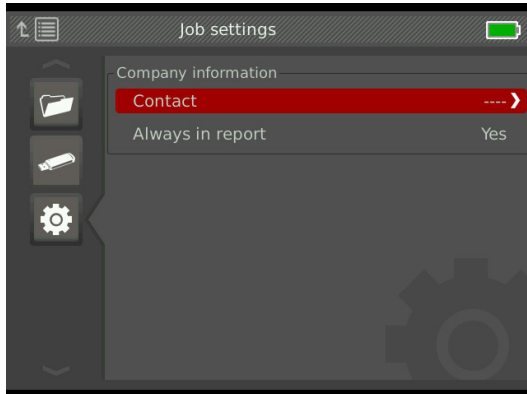 Job settings
Company information
Contact ---- ❯
Always in report Yes